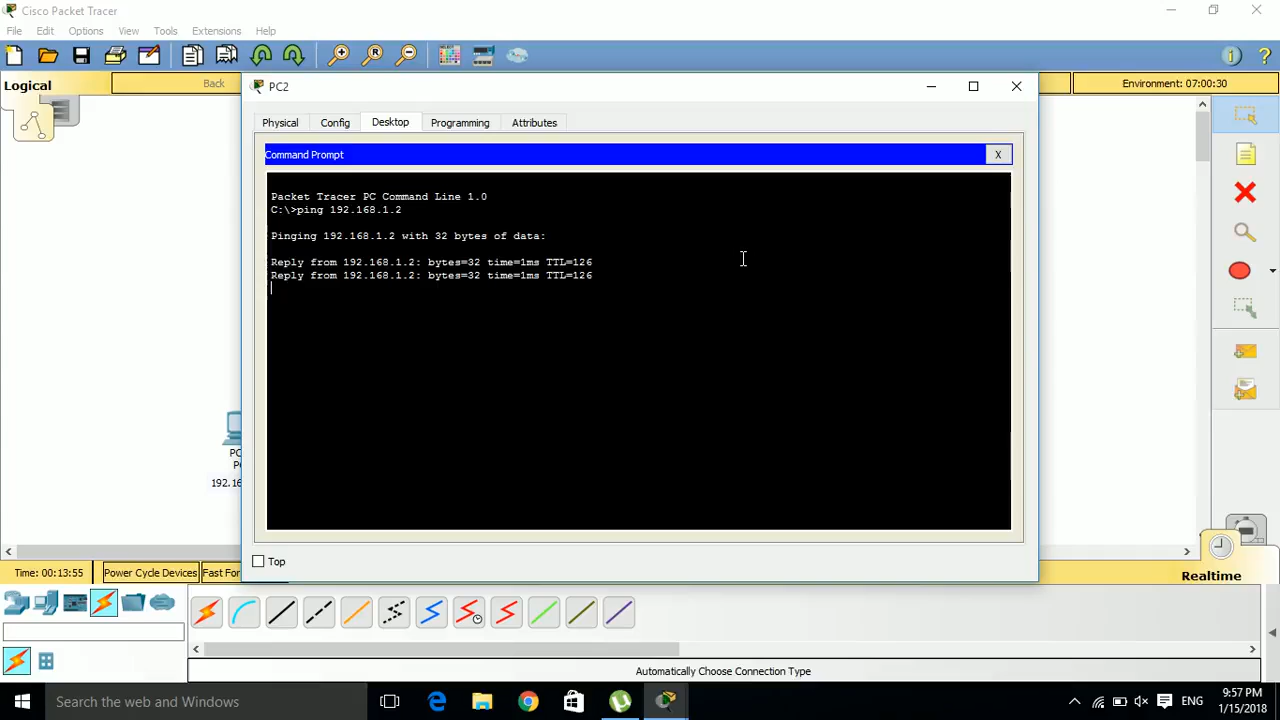 Cisco Packet Tracer
File Edit Options View Tools Extensions Help
Logical
Back
Environment: 07:00:30
PC2
Physical Config Desktop Programming Attributes
Command Prompt
X
Packet Tracer PC Command Line 1.0
C:\>ping 192.168.1.2
Pinging 192.168.1.2 with 32 bytes of data:
Reply from 192.168.1.2: bytes=32 time=1ms TTL=126
Reply from 192.168.1.2: bytes=32 time=1ms TTL=126
Top
Time: 00:13:55 Power Cycle Devices
Realtime
Automatically Choose Connection Type
Search the web and Windows
ENG
9:57 PM
1/15/2018